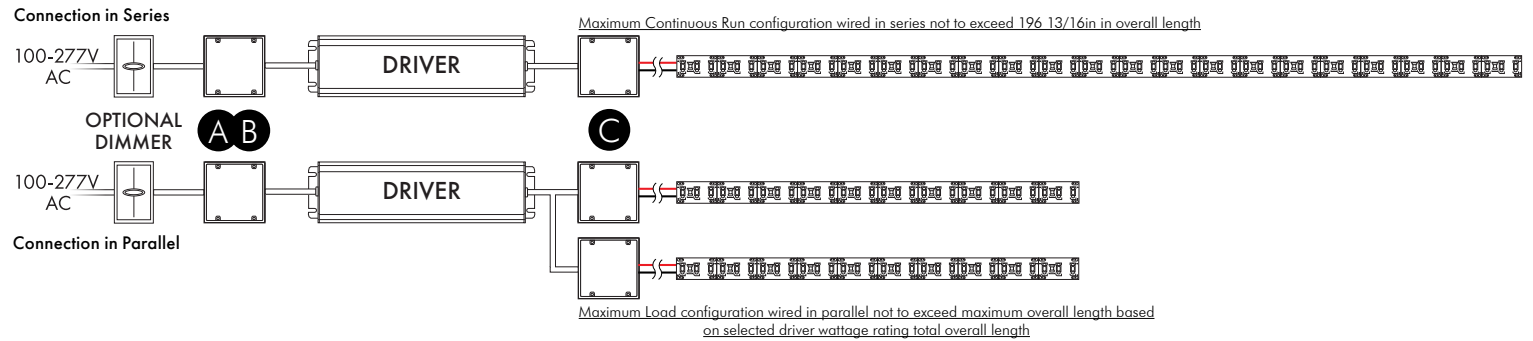 Connection in Series
Maximum Continuous Run configuration wired in series not to exceed 196 13/16in in overall length
100-277V
AC
DRIVER
OPTIONAL
DIMMER
A B
C
100-277V
AC
DRIVER
Connection in Parallel
Maximum Load configuration wired in parallel not to exceed maximum overall length based
on selected driver wattage rating total overall length